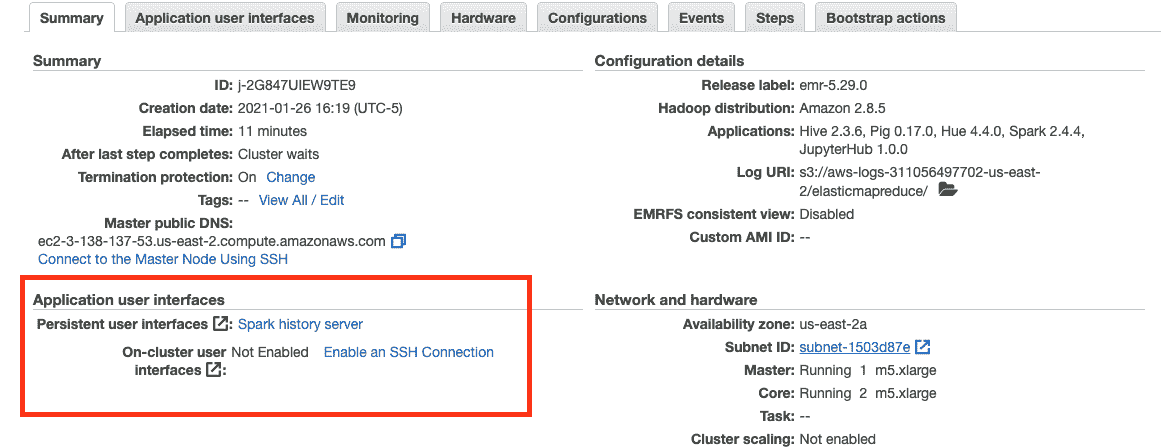 Summary
Application user interfaces
Monitoring
Hardware
Configurations
Events
Steps
Bootstrap actions
Summary
ID: j-2G847UIEW9TE9
Creation date: 2021-01-26 16:19 (UTC-5)
Elapsed time: 11 minutes
After last step completes: Cluster waits
Termination protection: On Change
Tags: -- View All / Edit
Master public DNS:
ec2-3-138-137-53.us-east-2.compute.amazonaws.com
Connect to the Master Node Using SSH
Configuration details
Release label: emr-5.29.0
Hadoop distribution: Amazon 2.8.5
Applications: Hive 2.3.6, Pig 0.17.0, Hue 4.4.0, Spark 2.4.4,
JupyterHub 1.0.0
Log URI: s3://aws-logs-311056497702-us-east-
2/elasticmapreduce/
EMRFS consistent view: Disabled
Custom AMI ID: --
Application user interfaces
Persistent user interfaces : Spark history server
On-cluster user Not Enabled Enable an SSH Connection
interfaces :
Network and hardware
Availability zone: us-east-2a
Subnet ID: subnet-1503d87e
Master: Running 1 m5.xlarge
Core: Running 2 m5.xlarge
Task: --
Cluster scaling: Not enabled